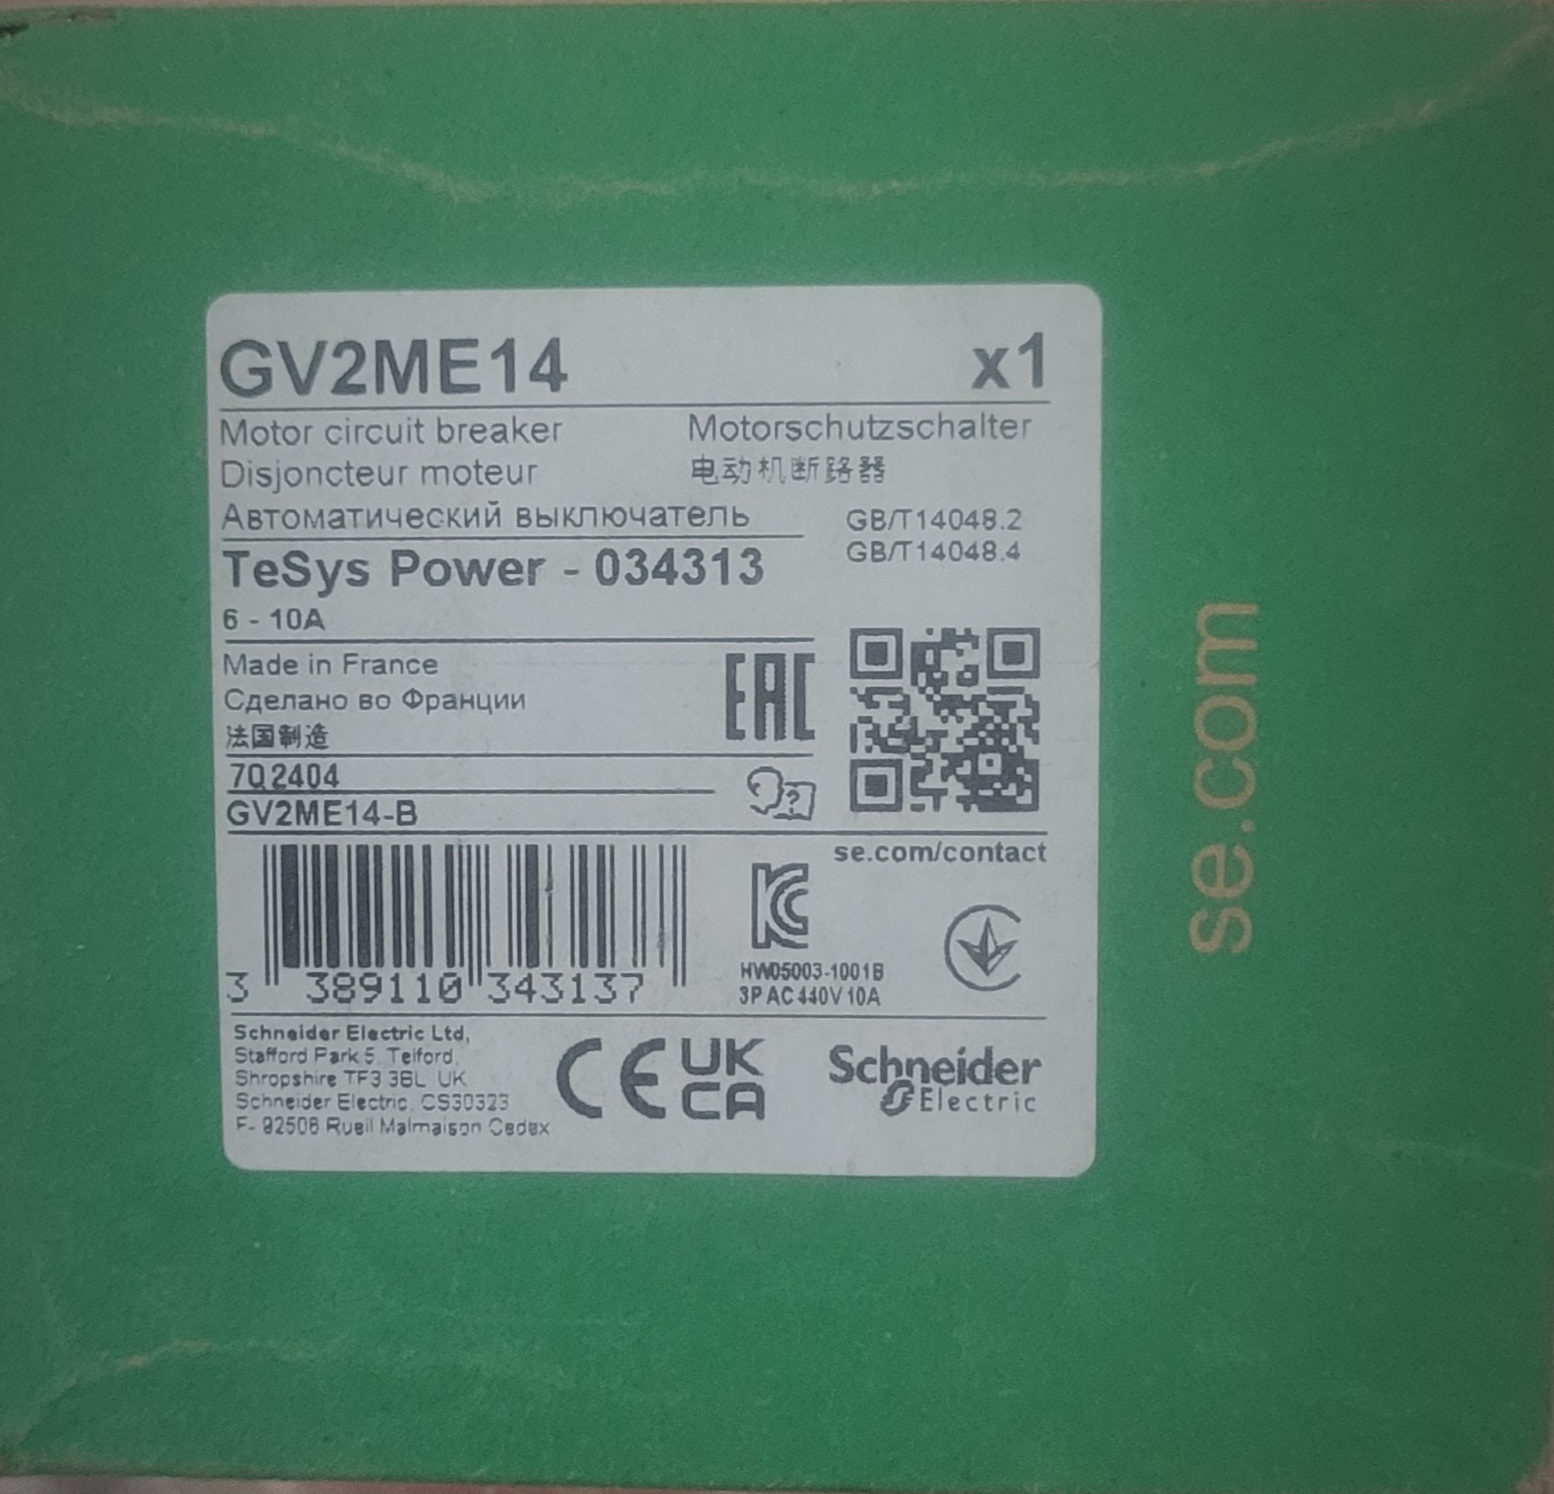 GV2ME14 x1
Motor circuit breaker Motorschutzschalter
Disjoncteur moteur 电动机断路器
Автоматический выключатель GB/T14048.2
TeSys Power - 034313 GB/T14048.4
6 - 10A
Made in France
Сделано во Франции
法国制造
EAC
7Q2404
GV2ME14-B
se.com/contact
3 389110 343137
HW05003-1001B
3P AC 440V 10A
Schneider Electric Ltd,
Stafford Park 5, Telford,
Shropshire TF3 3BL UK
Schneider Electric, CS30323
F- 92506 Rueil Malmaison Cedex
CE UK
CA
Schneider
Electric
se.com